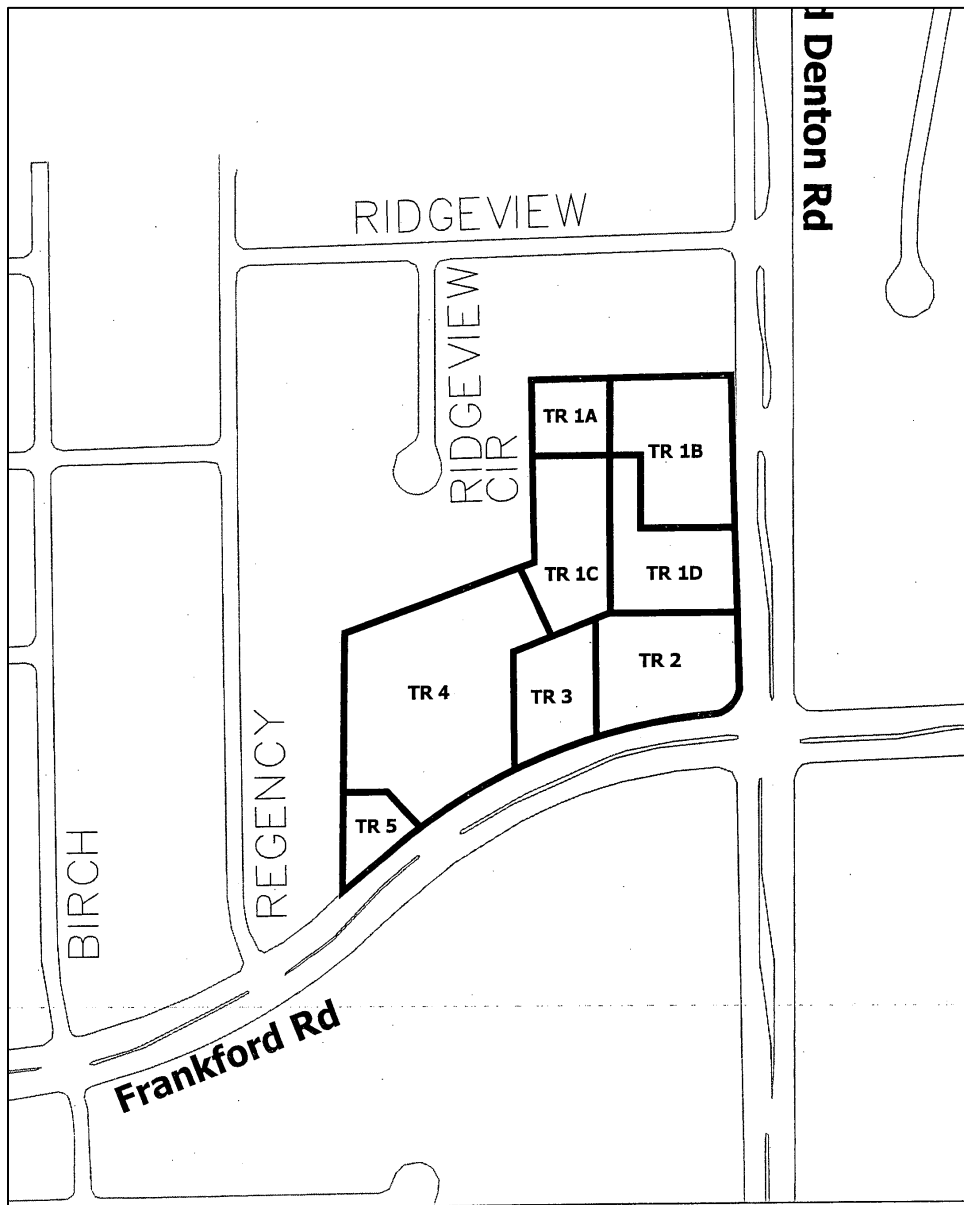 d Denton Rd
RIDGEVIEW
RIDGEVIEW
CIR
TR 1A
TR 1B
TR 1C
TR 1D
TR 2
TR 4
TR 3
REGENCY
TR 5
BIRCH
Frankford Rd